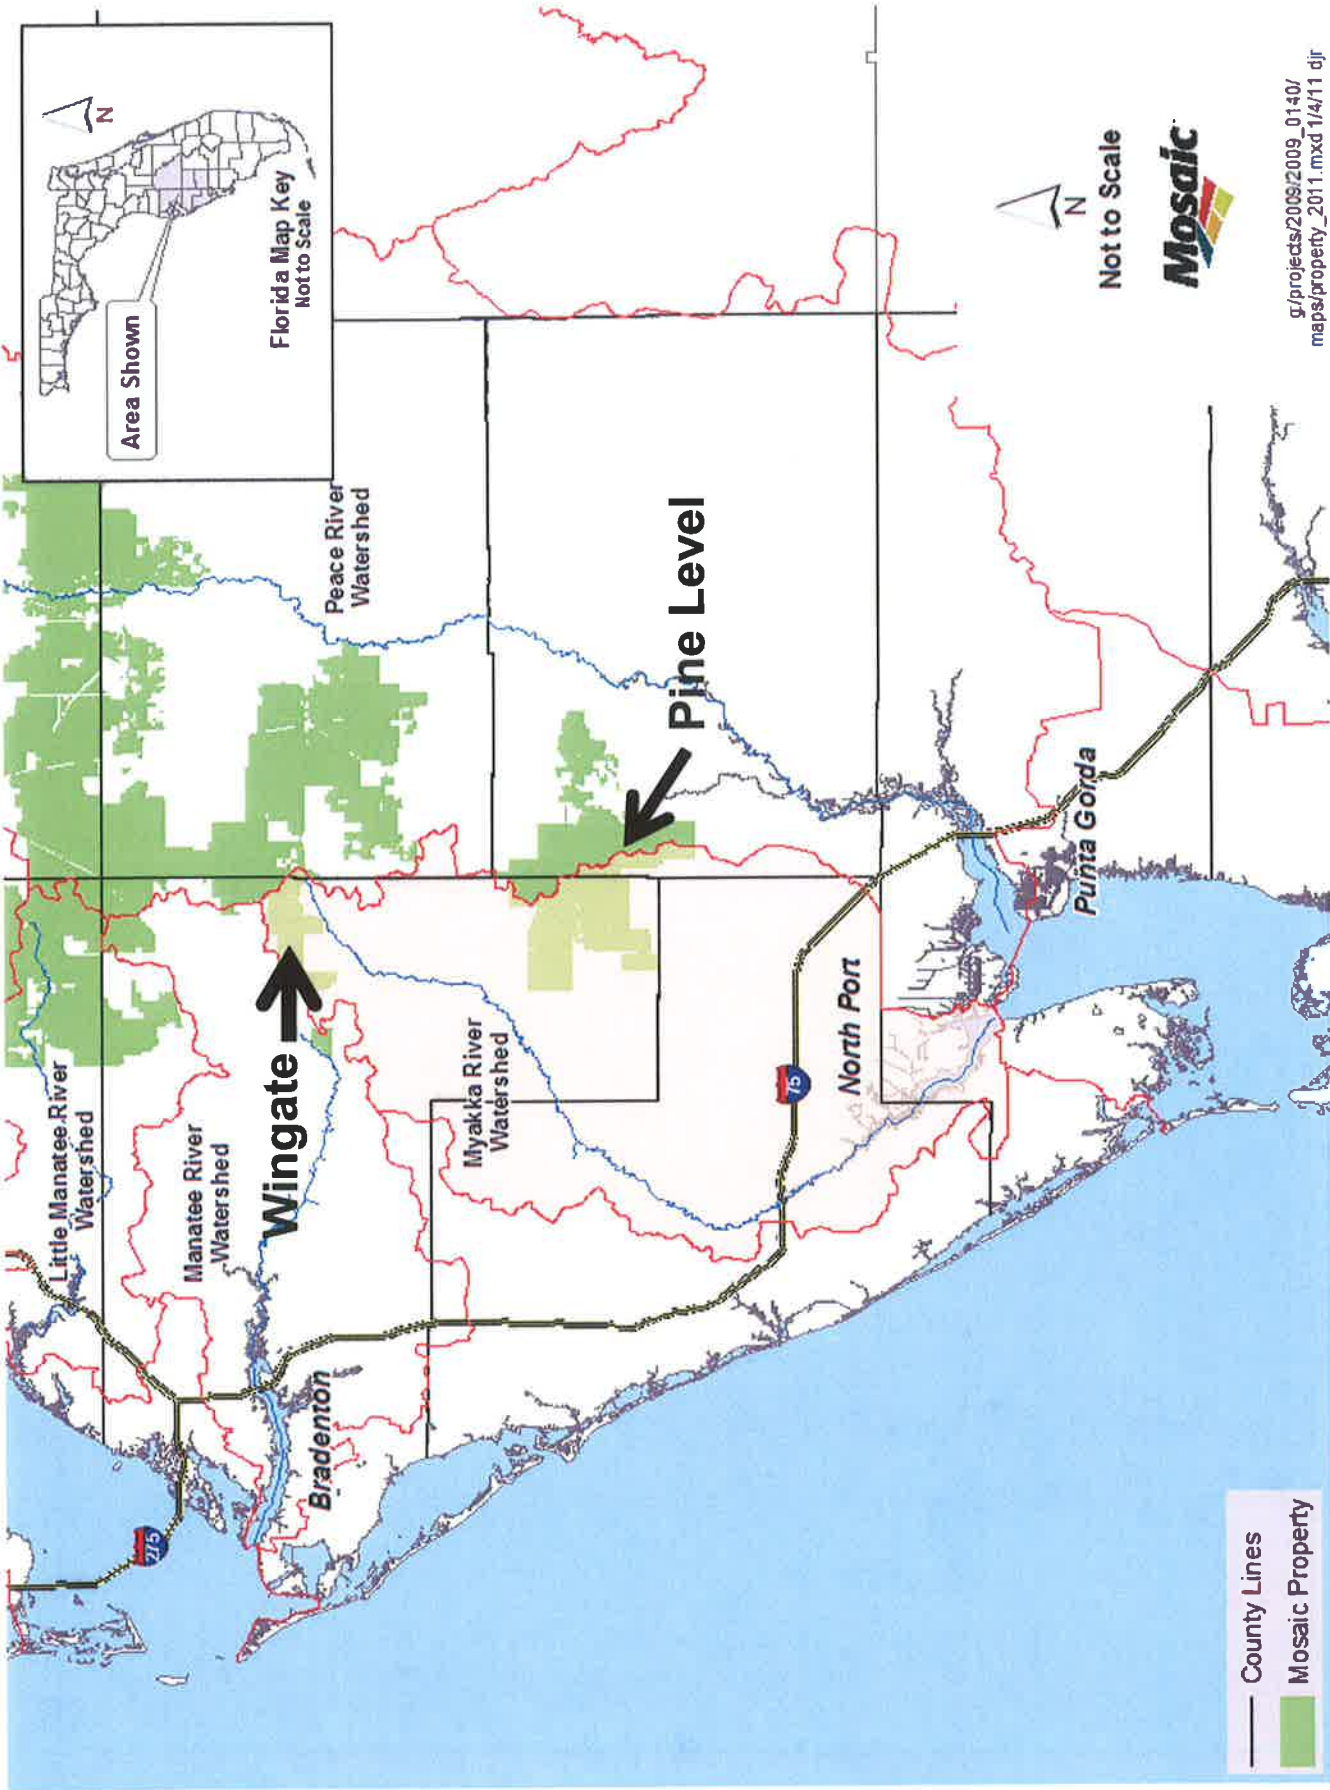 Little Manatee River
Watershed
Manatee River
Watershed
Wingate
Bradenton
275
Myakka River
Watershed
Peace River
Watershed
Pine Level
75
North Port
Punta Gorda
Area Shown
N
Florida Map Key
Not to Scale
N
Not to Scale
Mosaic
g:/projects/2009/2009_0140/
maps/property_2011.mxd 1/4/11 djr
County Lines
Mosaic Property